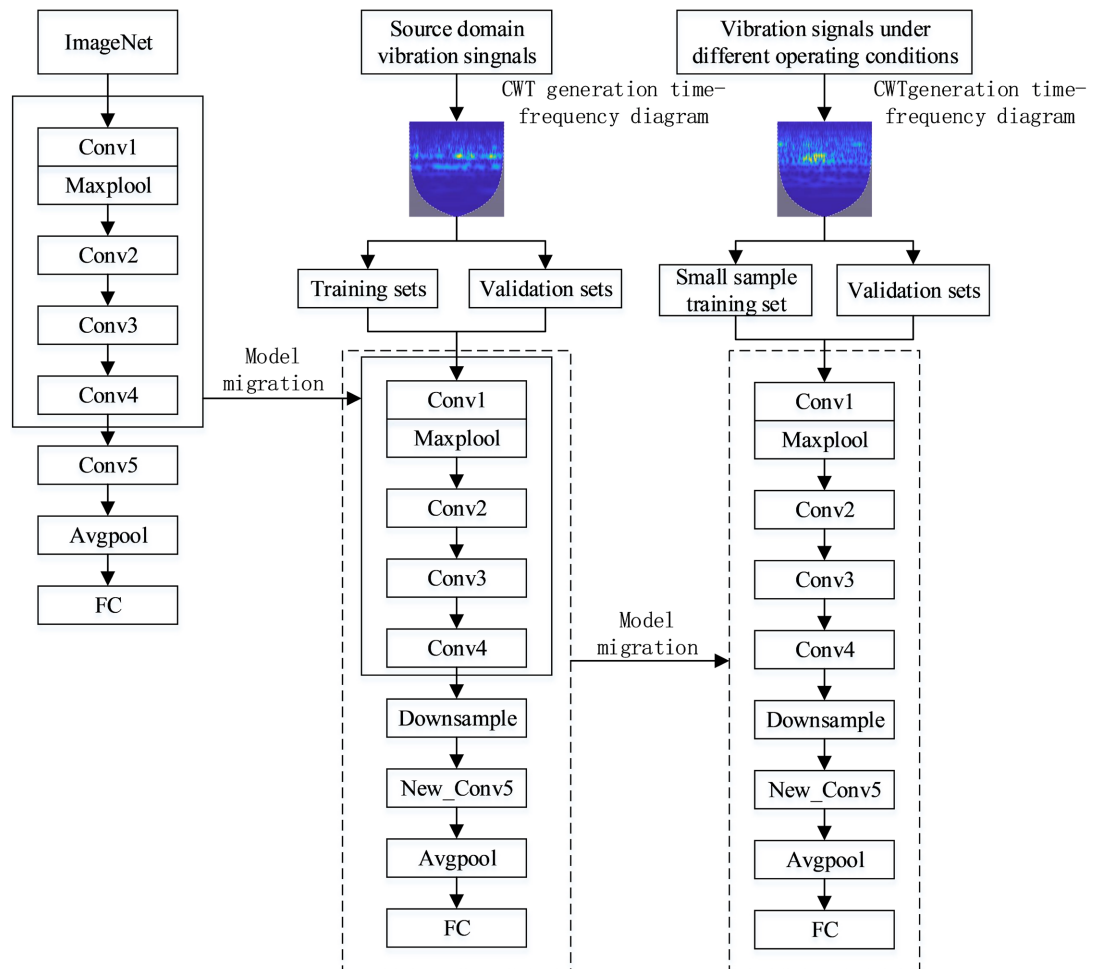 ImageNet
Conv1
Maxplool
Conv2
Conv3
Conv4
Conv5
Avgpool
FC
Model
migration
Source domain
vibration singnals
CWT generation time-
frequency diagram
Training sets
Validation sets
Conv1
Maxplool
Conv2
Conv3
Conv4
Downsample
New_Conv5
Avgpool
FC
Model
migration
Vibration signals under
different operating conditions
CWTgeneration time-
frequency diagram
Small sample
training set
Validation sets
Conv1
Maxplool
Conv2
Conv3
Conv4
Downsample
New_Conv5
Avgpool
FC